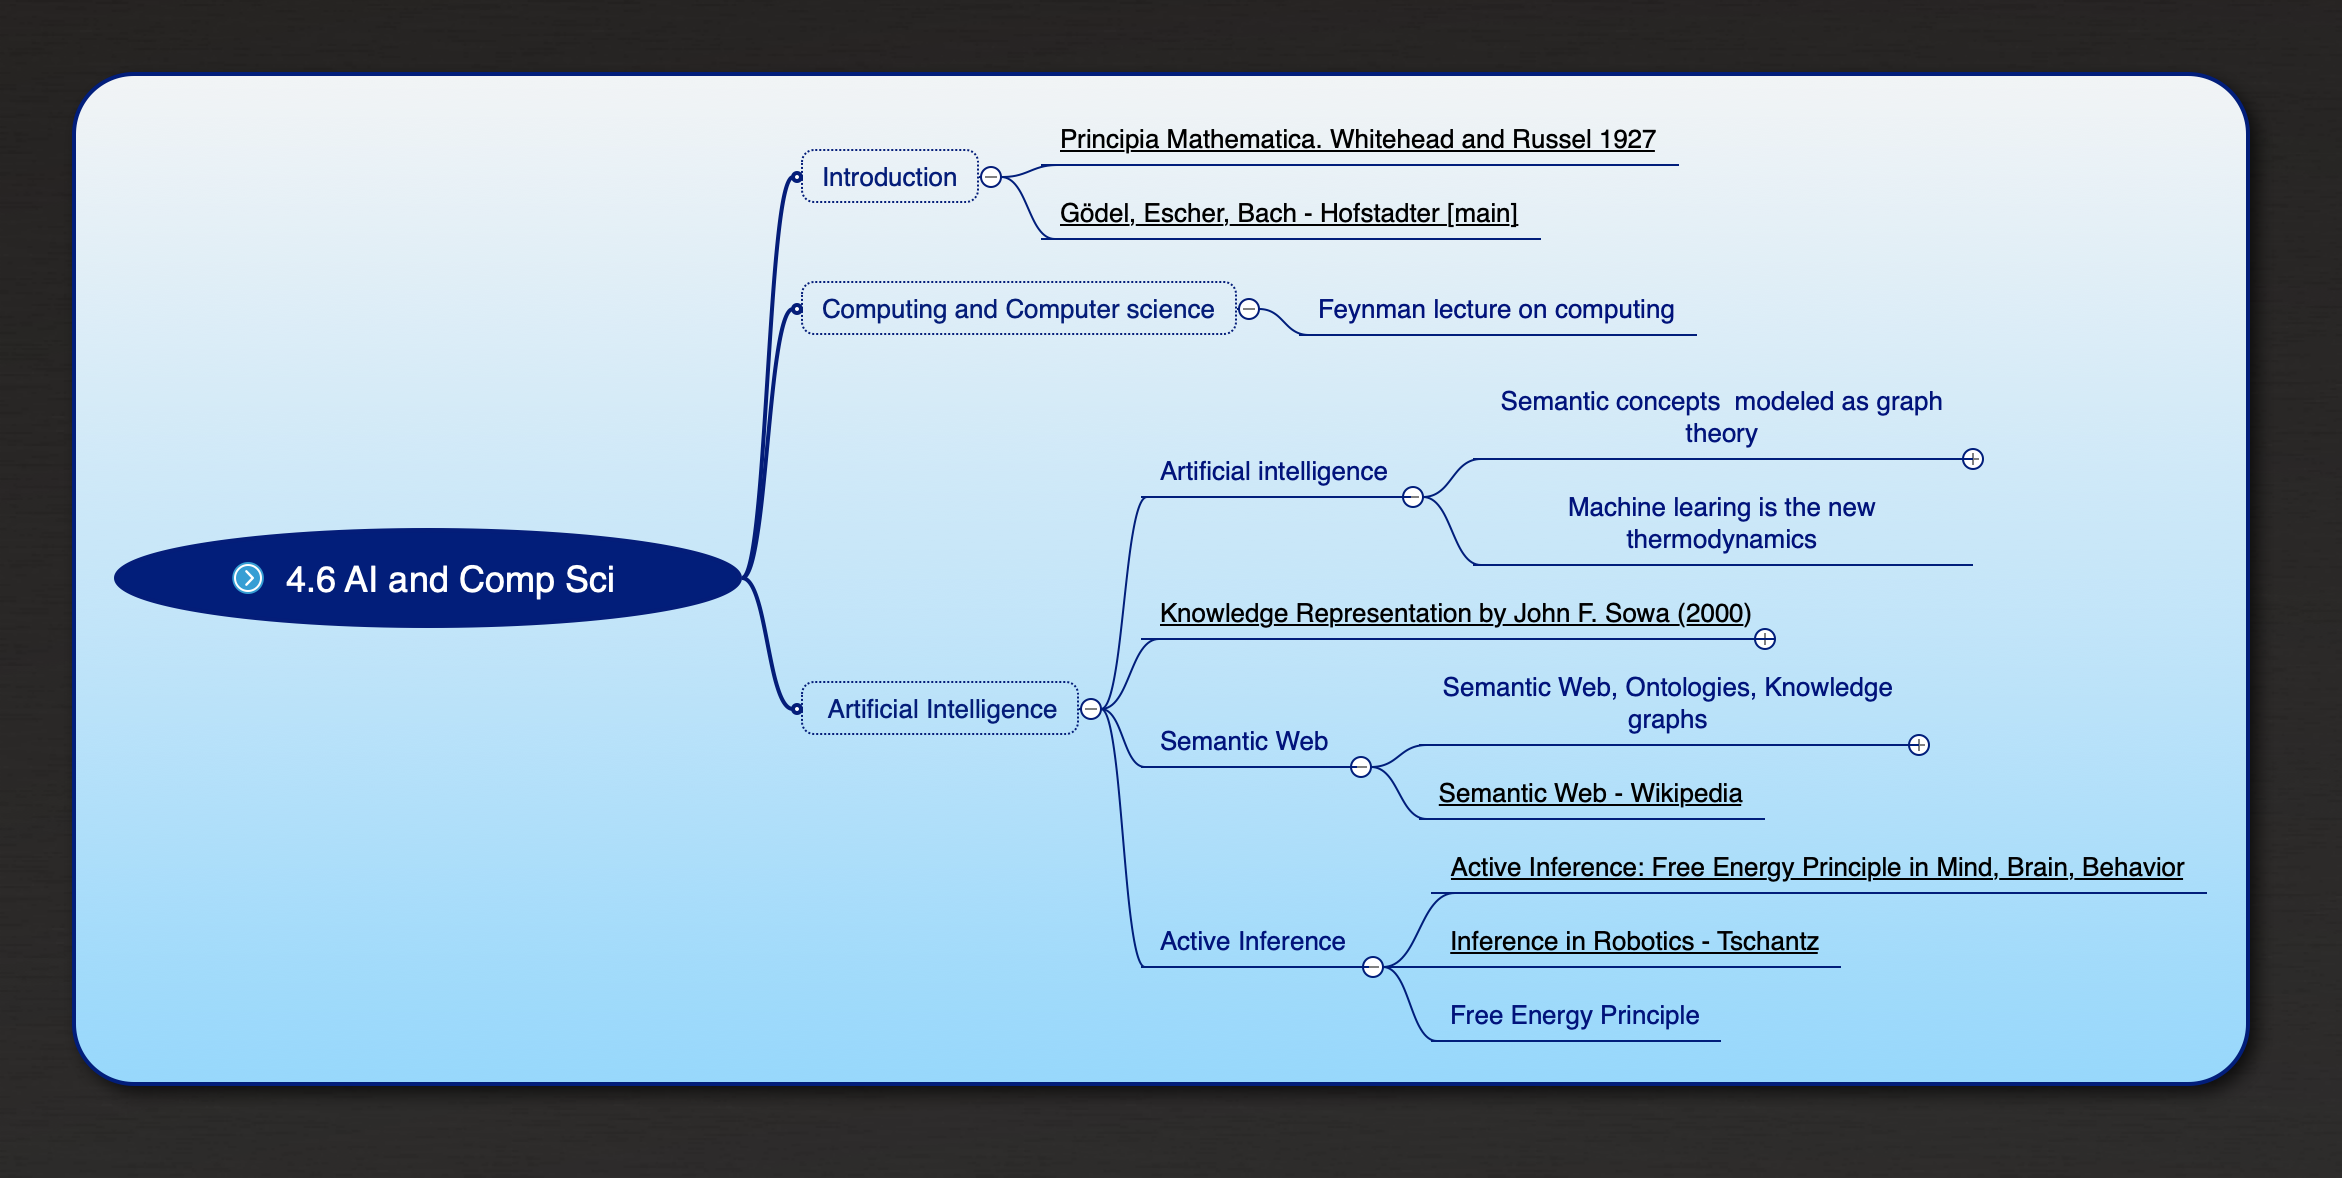 Principia Mathematica. Whitehead and Russel 1927
Introduction
Gödel, Escher, Bach - Hofstadter [main]
Computing and Computer science
Feynman lecture on computing
Semantic concepts  modeled as graph
theory
Artificial intelligence
Machine learing is the new
thermodynamics
4.6 AI and Comp Sci
Knowledge Representation by John F. Sowa (2000)
Artificial Intelligence
Semantic Web, Ontologies, Knowledge
graphs
Semantic Web
Semantic Web - Wikipedia
Active Inference: Free Energy Principle in Mind, Brain, Behavior
Active Inference
Inference in Robotics - Tschantz
Free Energy Principle